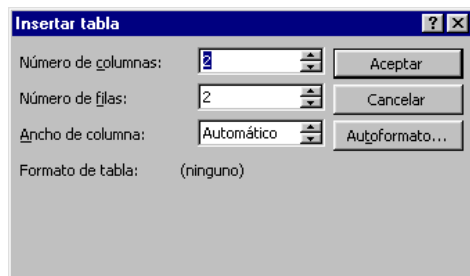 Insertar tabla
Número de columnas: 2 Aceptar
Número de filas: 2 Cancelar
Ancho de columna: Automático Autoformato...
Formato de tabla: (ninguno)